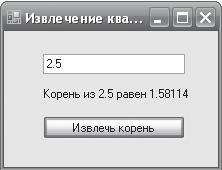 Извлечение ква...
2.5
Корень из 2.5 равен 1.58114
Извлечь корень